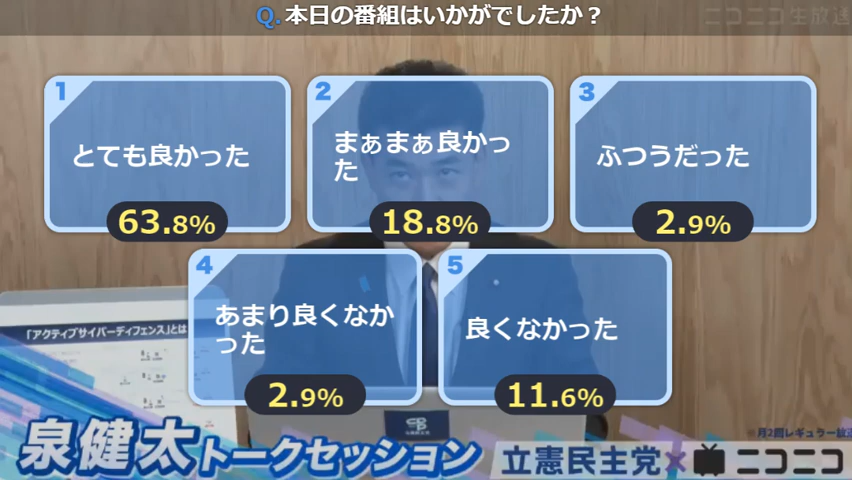 Q. 本日の番組はいかがでしたか？
ニコニコ生放送
1
とても良かった
63.8%
2
まぁまぁ良かっ
た
18.8%
3
ふつうだった
2.9%
4
あまり良くなか
った
2.9%
5
良くなかった
11.6%
「アクティブサイバーディフェンス」とは
立憲民主党
※月2回レギュラー放送
泉健太トークセッション
立憲民主党×ニコニコ